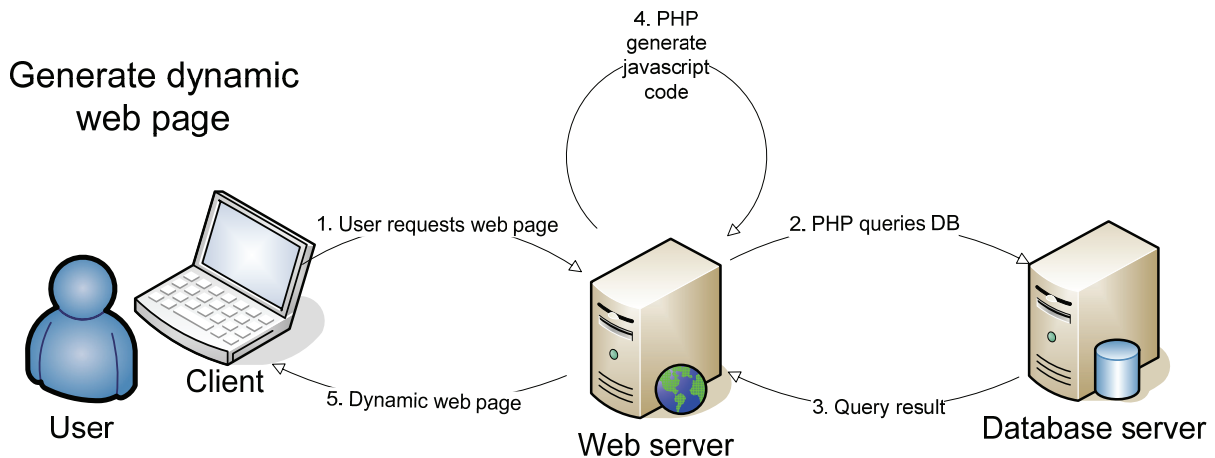 Generate dynamic
web page
4. PHP
generate
javascript
code
1. User requests web page
2. PHP queries DB
Client
5. Dynamic web page
3. Query result
User
Web server
Database server